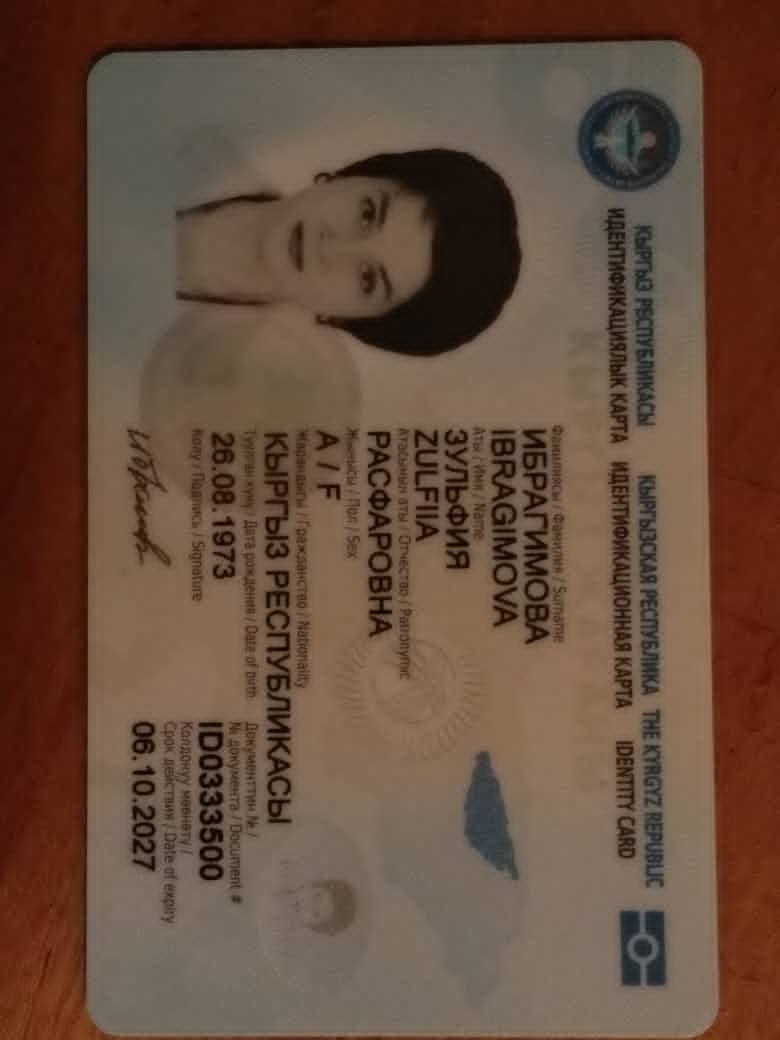 КЫРГЫЗ РЕСПУБЛИКАСЫ КЫРГЫЗСКАЯ РЕСПУБЛИКА THE KYRGYZ REPUBLIC
ИДЕНТИФИКАЦИЯЛЫК КАРТА ИДЕНТИФИКАЦИОННАЯ КАРТА IDENTITY CARD
Фамилиясы / Фамилия / Surname
ИБРАГИМОВА
IBRAGIMOVA
Аты / Имя / Name
ЗУЛЬФИЯ
ZULFIIA
Атасынын аты / Отчество / Patronymic
РАСФАРОВНА
Жынысы / Пол / Sex
А / F
Жарандыгы / Гражданство / Nationality
КЫРГЫЗ РЕСПУБЛИКАСЫ
Туулган күнү / Дата рождения / Date of birth
26.08.1973
Документтин № /
№ документа / Document #
ID0333500
Колу / Подпись / Signature
Колдонуу мөөнөтү /
Срок действия / Date of expiry
06.10.2027